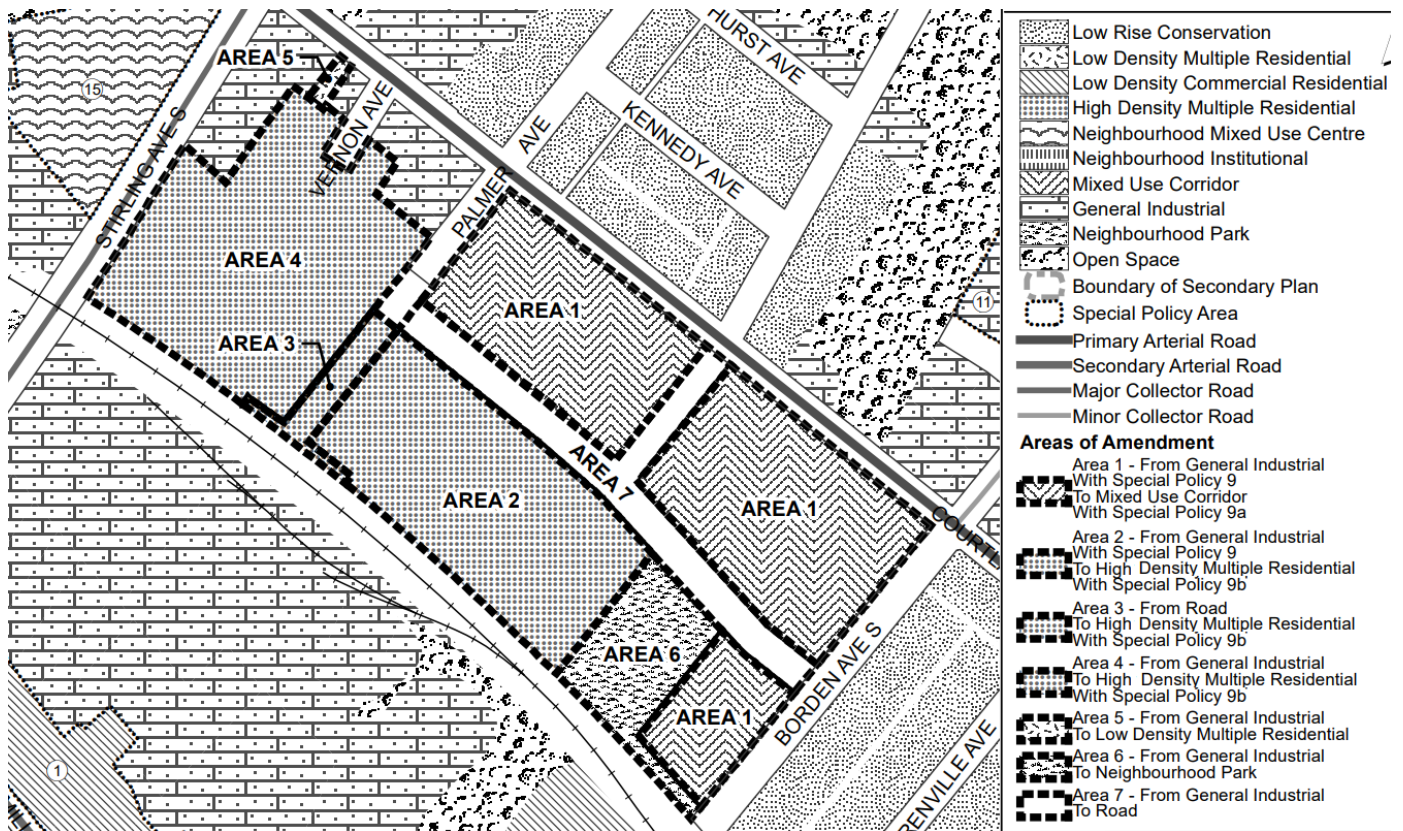 HURST AVE
AREA 5
15
VERNON AVE
STIRLING AVE S
KENNEDY AVE
PALMER AVE
AREA 4
AREA 1
11
AREA 3
AREA 7
AREA 2
AREA 1
COURTL
AREA 6
AREA 1
BORDEN AVE S
RENVILLE AVE
1
Low Rise Conservation
Low Density Multiple Residential
Low Density Commercial Residential
High Density Multiple Residential
Neighbourhood Mixed Use Centre
Neighbourhood Institutional
Mixed Use Corridor
General Industrial
Neighbourhood Park
Open Space
Boundary of Secondary Plan
Special Policy Area
Primary Arterial Road
Secondary Arterial Road
Major Collector Road
Minor Collector Road
Areas of Amendment
Area 1 - From General Industrial
With Special Policy 9
To Mixed Use Corridor
With Special Policy 9a
Area 2 - From General Industrial
With Special Policy 9
To High Density Multiple Residential
With Special Policy 9b
Area 3 - From Road
To High Density Multiple Residential
With Special Policy 9b
Area 4 - From General Industrial
To High Density Multiple Residential
With Special Policy 9b
Area 5 - From General Industrial
To Low Density Multiple Residential
Area 6 - From General Industrial
To Neighbourhood Park
Area 7 - From General Industrial
To Road